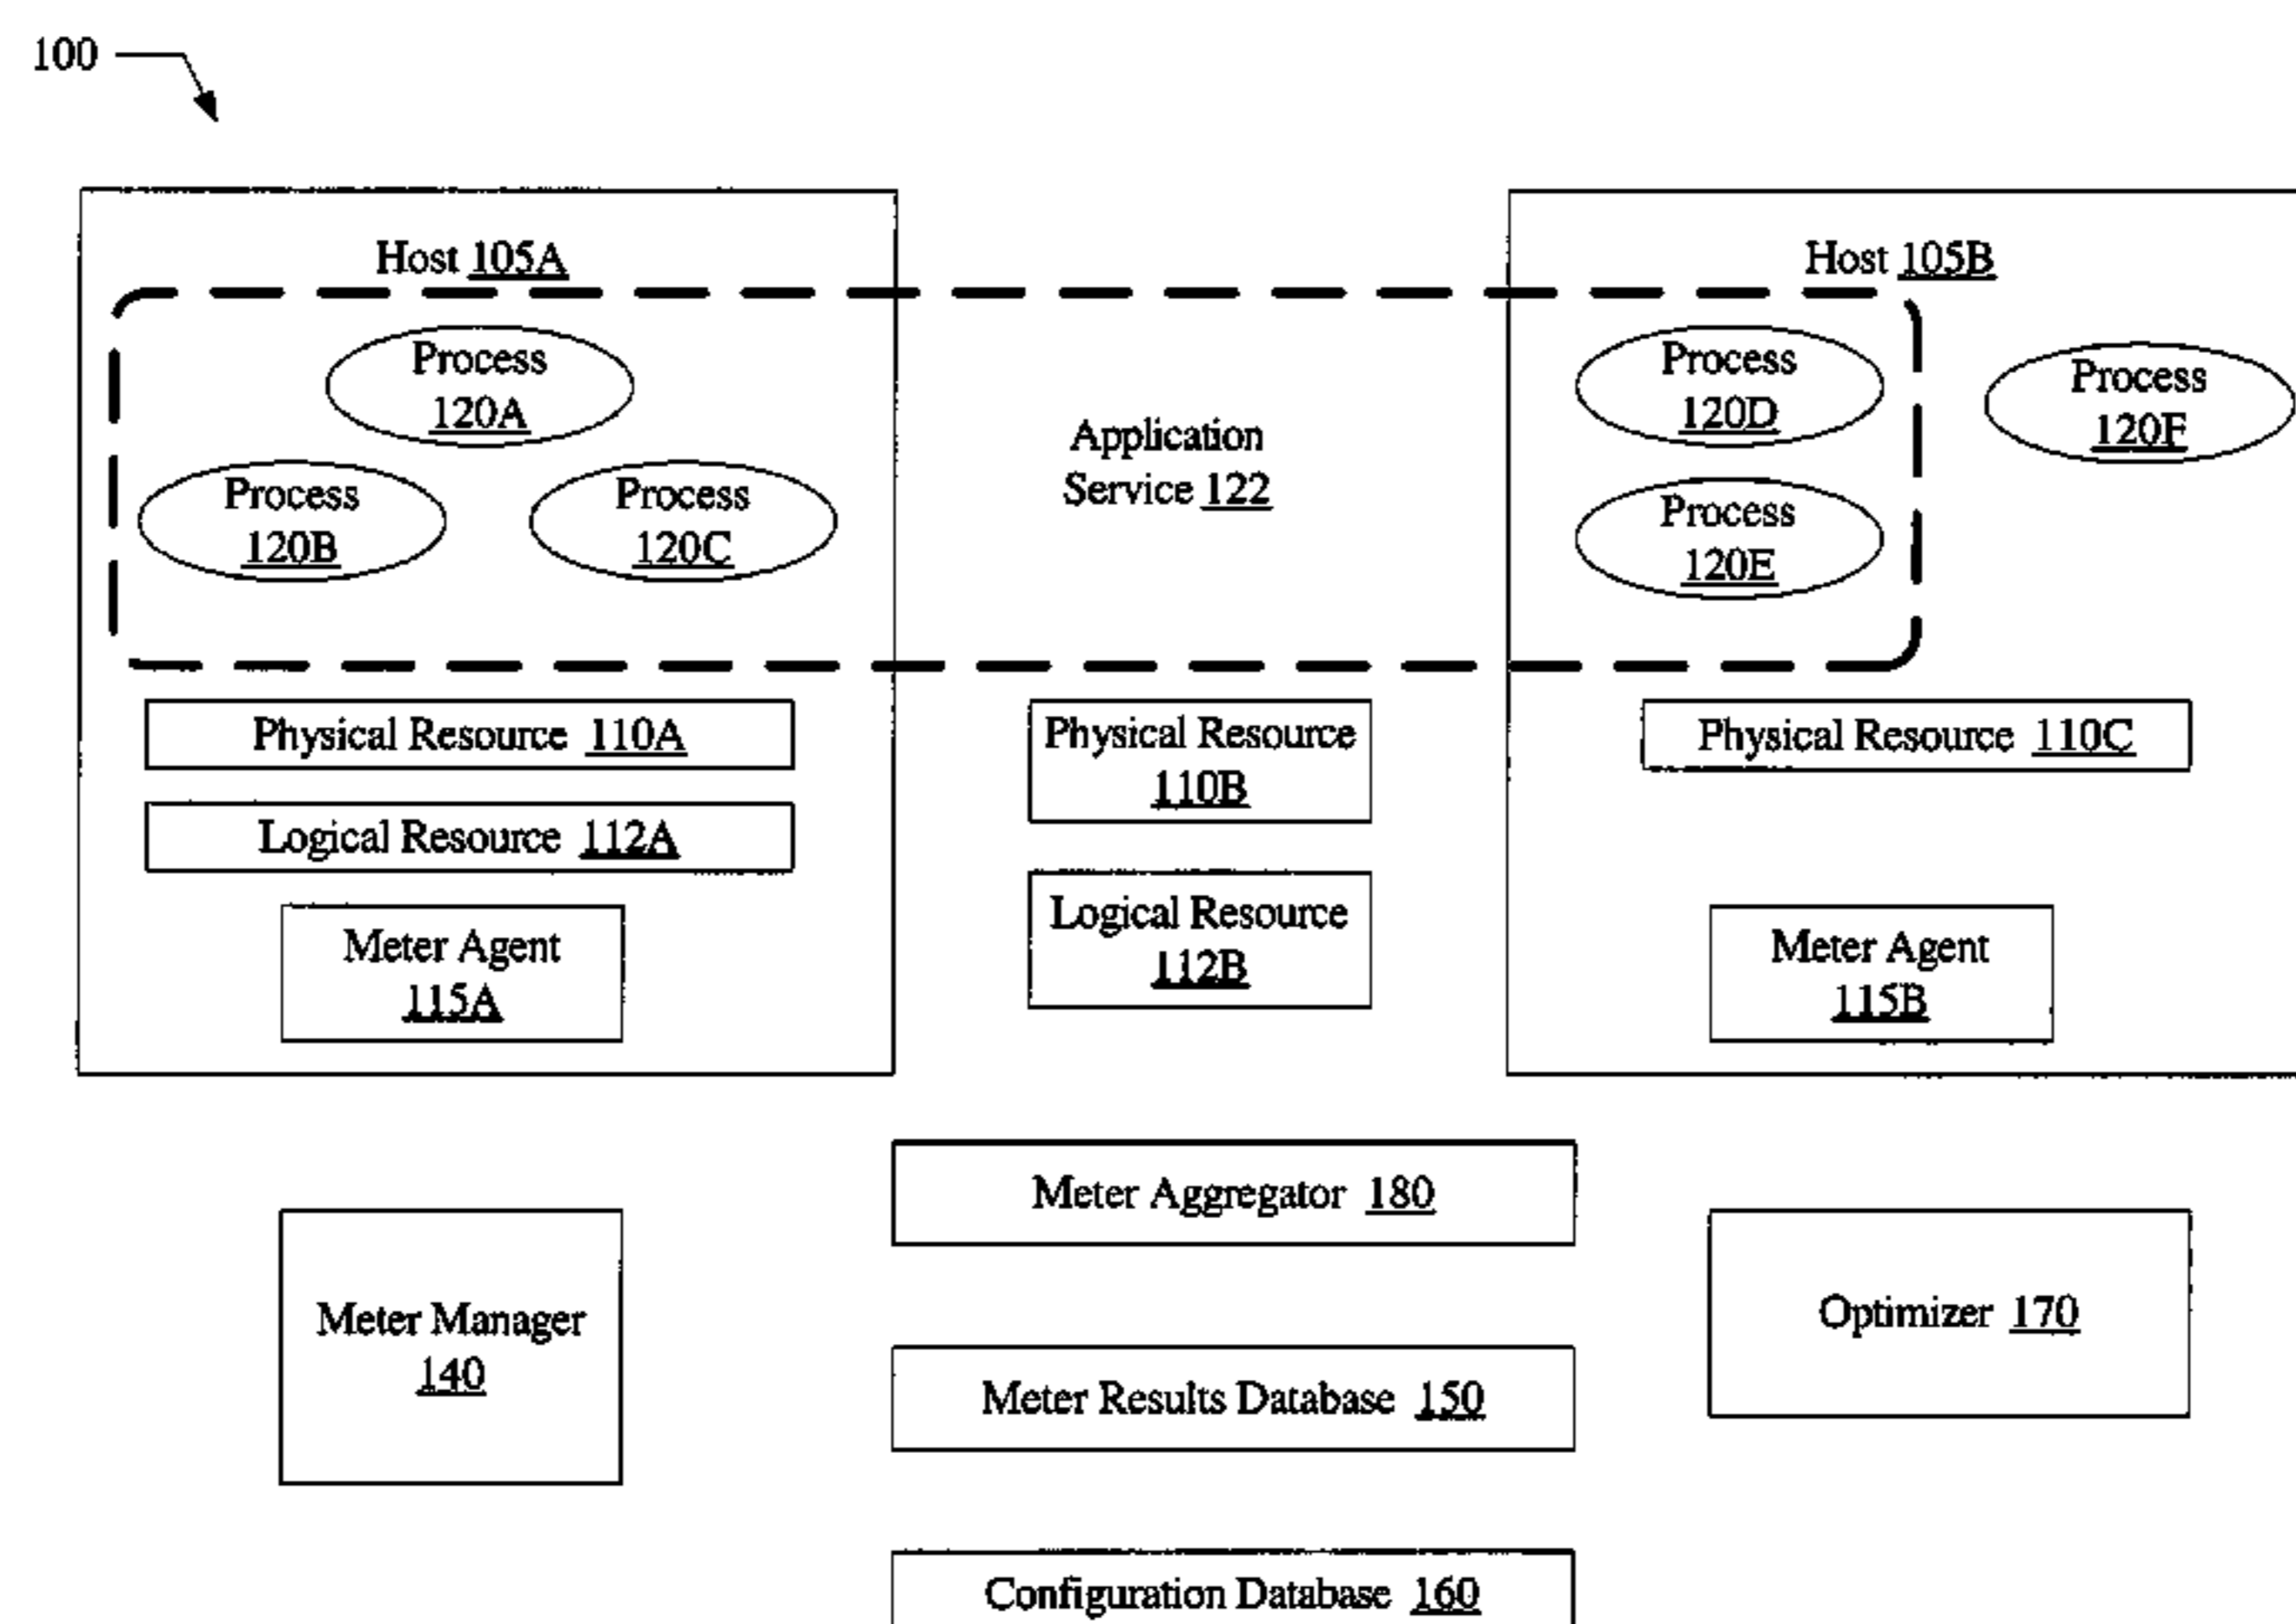 100
Host 105A
Host 105B
Process
120A
Process
120B
Process
120C
Application
Service 122
Process
120D
Process
120E
Process
120F
Physical Resource 110A
Logical Resource 112A
Meter Agent
115A
Physical Resource
110B
Logical Resource
112B
Physical Resource 110C
Meter Agent
115B
Meter Aggregator 180
Meter Manager
140
Optimizer 170
Meter Results Database 150
Configuration Database 160